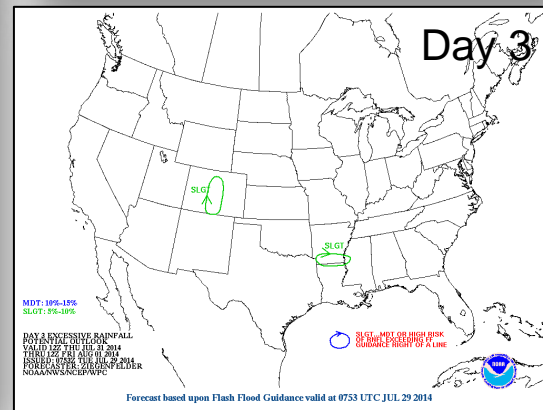 Day 3
SLGT
SLGT
MDT: 10%-15%
SLGT: 5%-10%
DAY 3 EXCESSIVE RAINFALL
POTENTIAL OUTLOOK
VALID 12Z THU JUL 31 2014
THRU 12Z FRI AUG 01 2014
ISSUED: 0753Z TUE JUL 29 2014
FORECASTER: ZIEGENFELDER
NOAA/NWS/NCEP/WPC
SLGT...MDT OR HIGH RISK
OF RNFL EXCEEDING FF
GUIDANCE RIGHT OF A LINE
NOAA
Forecast based upon Flash Flood Guidance valid at 0753 UTC JUL 29 2014